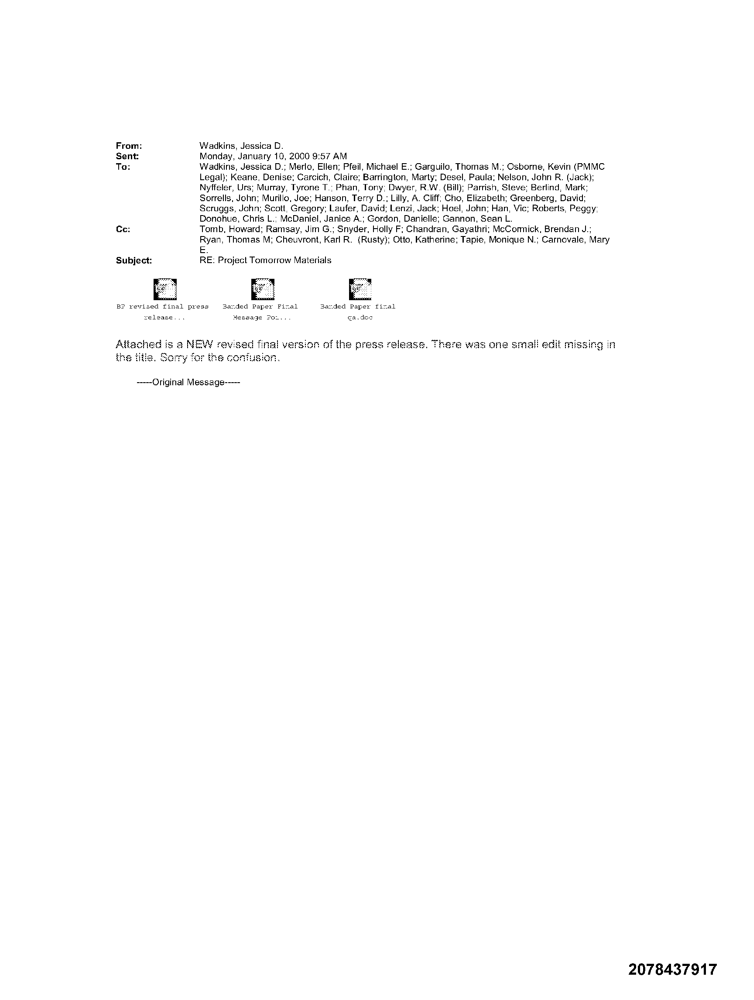 From: Wadkins, Jessica D.
Sent: Monday, January 10, 2000 9:57 AM
To: Wadkins, Jessica D.; Merlo, Ellen; Pfeil, Michael E.; Garguilo, Thomas M.; Osborne, Kevin (PMMC
Legal); Keane, Denise; Carcich, Claire; Barrington, Marty; Desel, Paula; Nelson, John R. (Jack);
Nyffeler, Urs; Murray, Tyrone T.; Phan, Tony; Dwyer, R.W. (Bill); Parrish, Steve; Berlind, Mark;
Sorrells, John; Murillo, Joe; Hanson, Terry D.; Lilly, A. Cliff; Cho, Elizabeth; Greenberg, David;
Scruggs, John; Scott, Gregory; Laufer, David; Lenzi, Jack; Hoel, John; Han, Vic; Roberts, Peggy;
Donohue, Chris L.; McDaniel, Janice A.; Gordon, Danielle; Gannon, Sean L.
Cc: Tomb, Howard; Ramsay, Jim G.; Snyder, Holly F; Chandran, Gayathri; McCormick, Brendan J.;
Ryan, Thomas M; Cheuvront, Karl R. (Rusty); Otto, Katherine; Tapie, Monique N.; Carnovale, Mary
E.
Subject: RE: Project Tomorrow Materials
BP revised final press Banded Paper Final Banded Paper final
release... Message Poi... qa.doc
Attached is a NEW revised final version of the press release. There was one small edit missing in
the title. Sorry for the confusion.
-----Original Message-----
2078437917